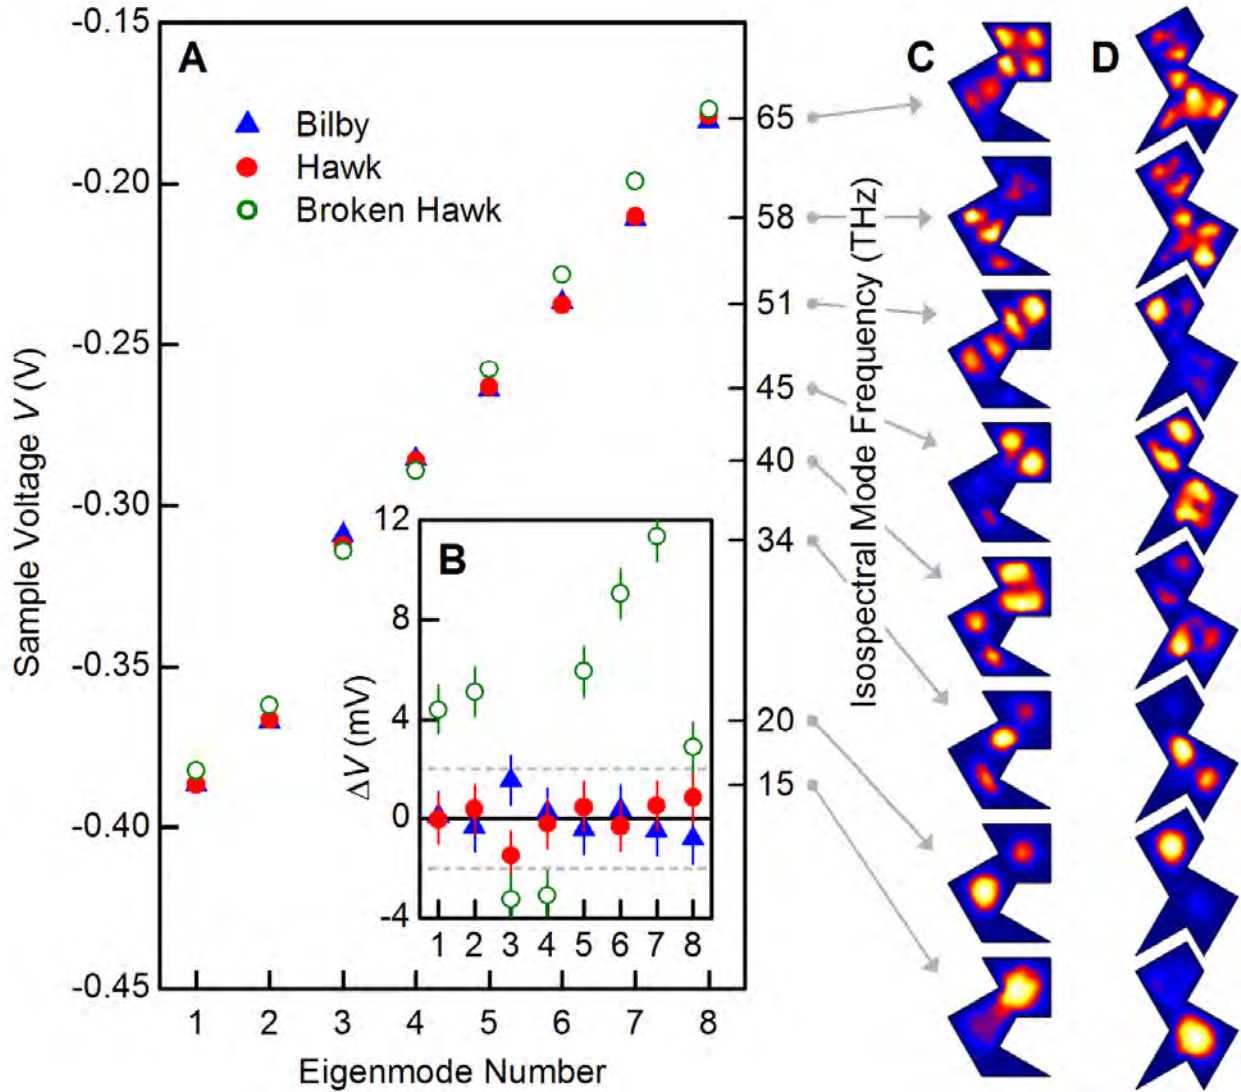 A
Bilby
Hawk
Broken Hawk
-0.15
-0.20
-0.25
-0.30
-0.35
-0.40
-0.45
Sample Voltage V (V)
1 2 3 4 5 6 7 8
Eigenmode Number
B
12
8
4
0
-4
ΔV (mV)
1 2 3 4 5 6 7 8
65
58
51
45
40
34
20
15
Isospectral Mode Frequency (THz)
C
D